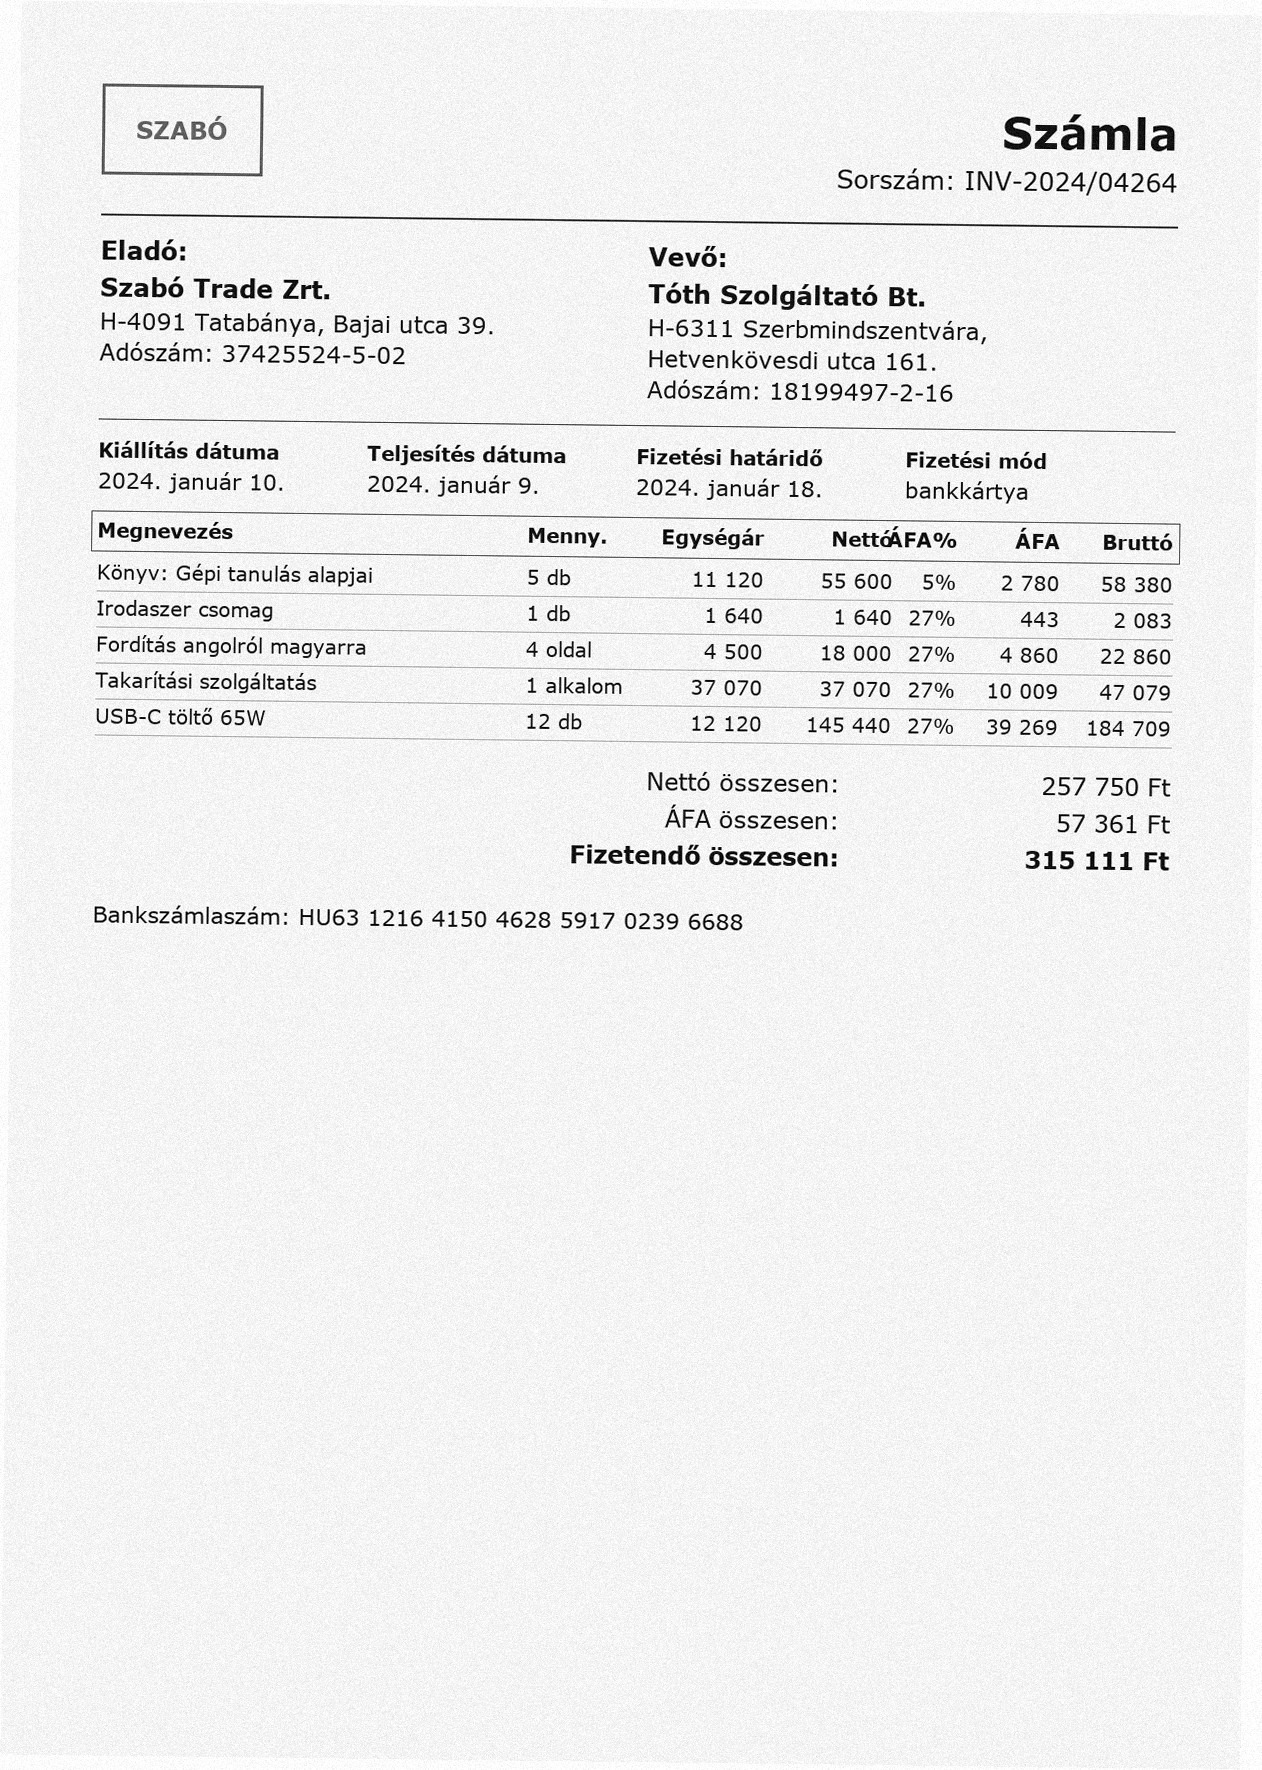 SZABÓ
Számla
Sorszám: INV-2024/04264
Eladó:
Szabó Trade Zrt.
H-4091 Tatabánya, Bajai utca 39.
Adószám: 37425524-5-02
Vevő:
Tóth Szolgáltató Bt.
H-6311 Szerbmindszentvára,
Hetvenkövesdi utca 161.
Adószám: 18199497-2-16
Kiállítás dátuma Teljesítés dátuma Fizetési határidő Fizetési mód
2024. január 10. 2024. január 9. 2024. január 18. bankkártya
Megnevezés Menny. Egységár Nettó ÁFA% ÁFA Bruttó
Könyv: Gépi tanulás alapjai 5 db 11 120 55 600 5% 2 780 58 380
Irodaszer csomag 1 db 1 640 1 640 27% 443 2 083
Fordítás angolról magyarra 4 oldal 4 500 18 000 27% 4 860 22 860
Takarítási szolgáltatás 1 alkalom 37 070 37 070 27% 10 009 47 079
USB-C töltő 65W 12 db 12 120 145 440 27% 39 269 184 709
Nettó összesen: 257 750 Ft
ÁFA összesen: 57 361 Ft
Fizetendő összesen: 315 111 Ft
Bankszámlaszám: HU63 1216 4150 4628 5917 0239 6688